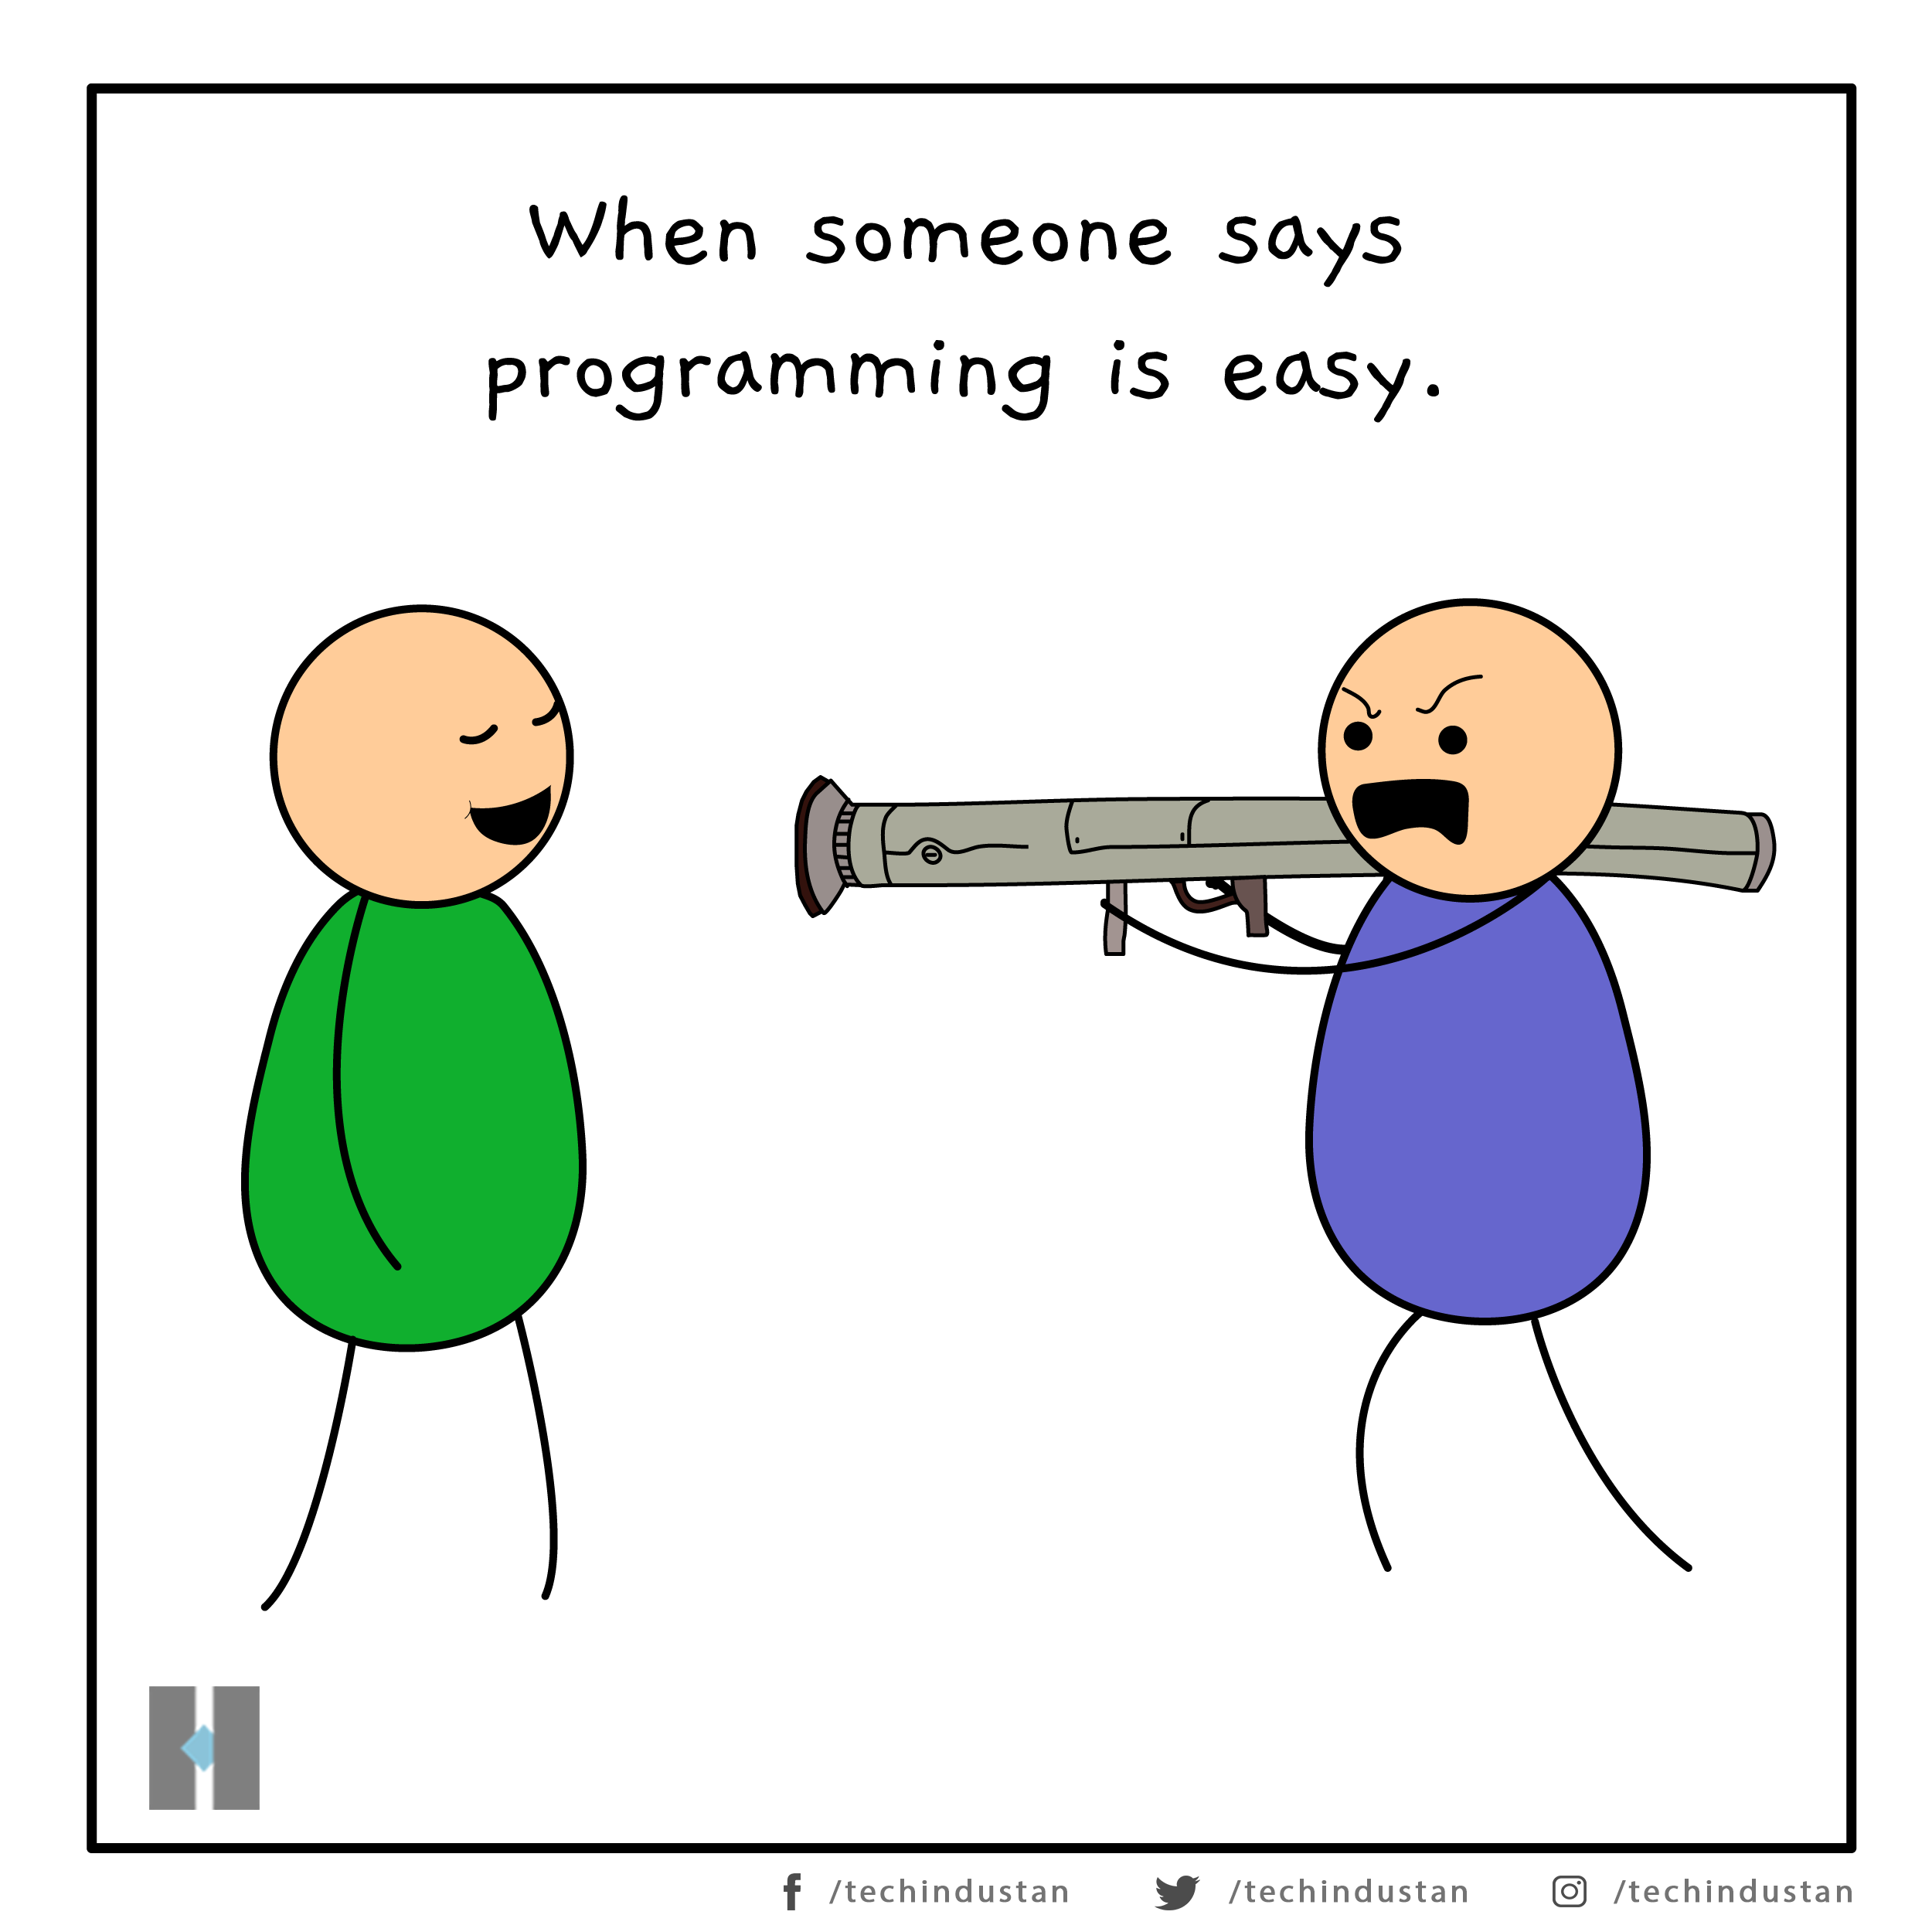 When someone says
programming is easy.
/techindustan /techindustan /techindustan